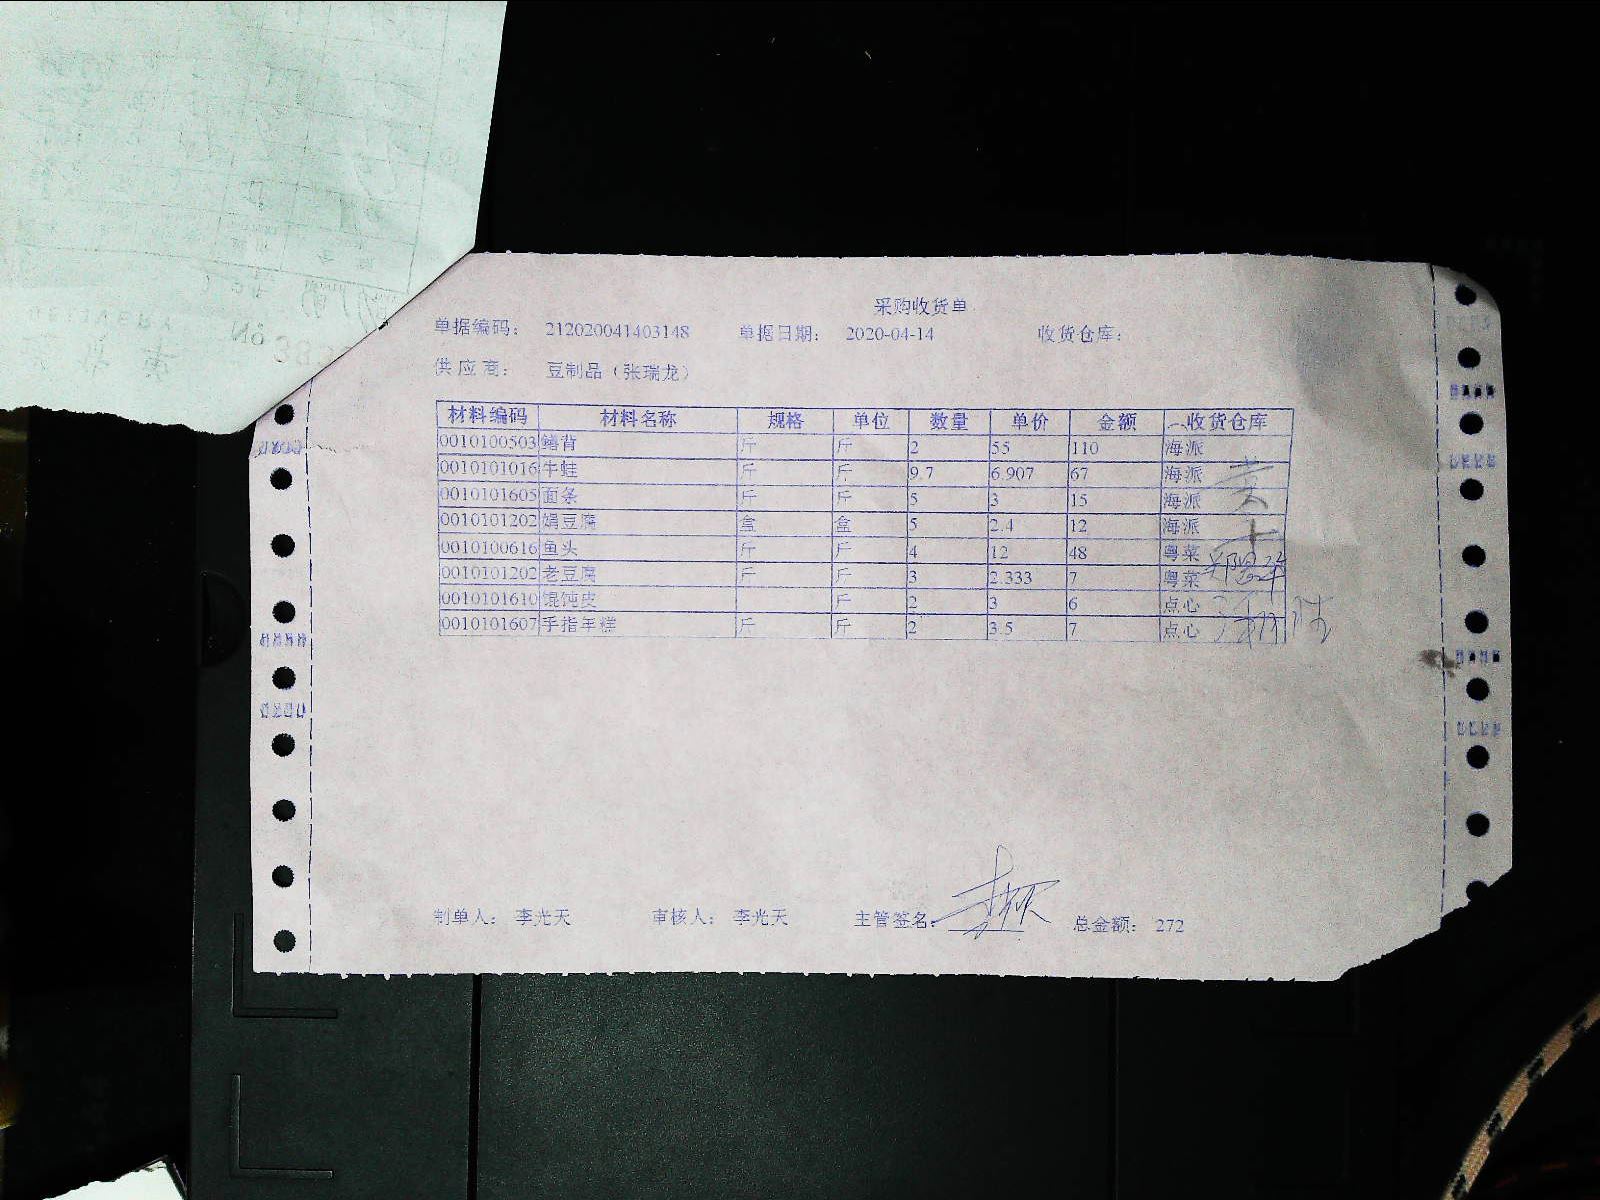 采购收货单
单据编码： 212020041403148 单据日期： 2020-04-14 收货仓库：
供应商： 豆制品（张瑞龙）
材料编码 材料名称 规格 单位 数量 单价 金额 收货仓库
0010100503 鳝背 斤 斤 2 55 110 海派
0010101016 牛蛙 斤 斤 9.7 6.907 67 海派
0010101605 面条 斤 斤 5 3 15 海派
0010101202 娟豆腐 盒 盒 5 2.4 12 海派
0010100616 鱼头 斤 斤 4 12 48 粤菜
0010101202 老豆腐 斤 斤 3 2.333 7 粤菜
0010101610 馄饨皮 斤 2 3 6 点心
0010101607 手指年糕 斤 斤 2 3.5 7 点心
制单人： 李光天 审核人： 李光天 主管签名： 总金额： 272